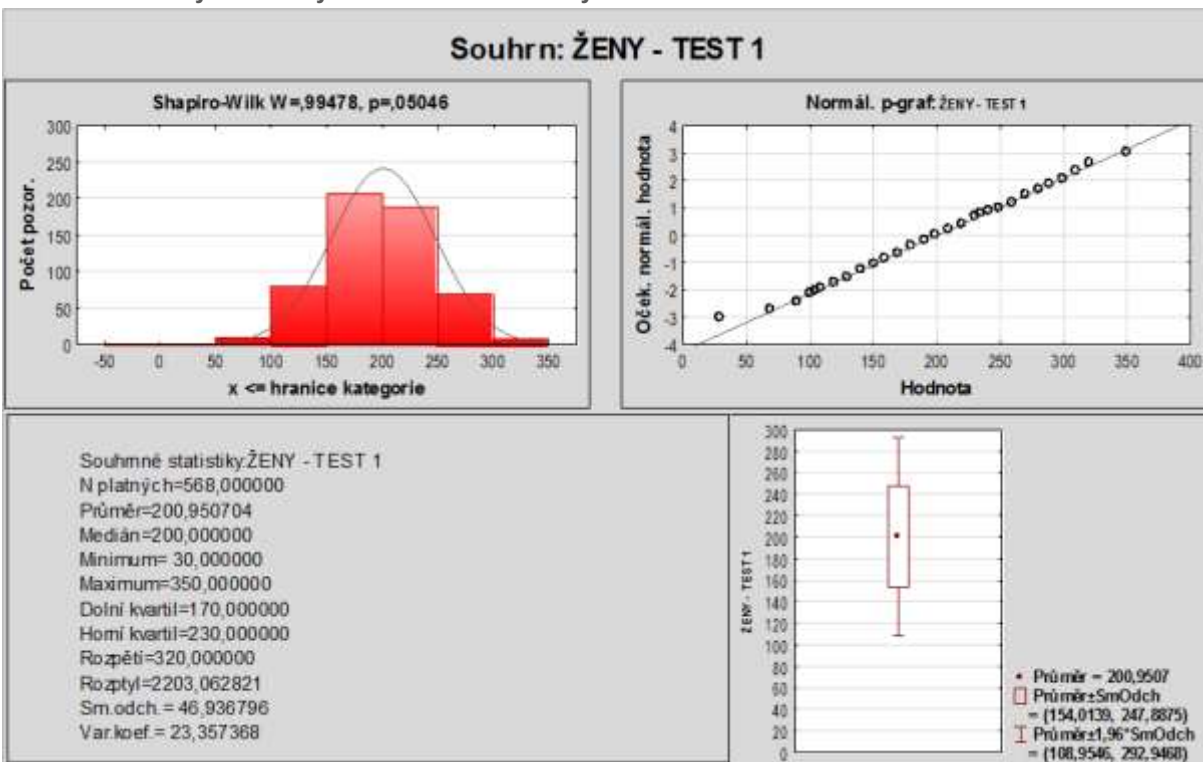 Souhrn: ŽENY - TEST 1
Shapiro-Wilk W=,99478, p=,05046
Počet pozor.
300
250
200
150
100
50
0
-50 0 50 100 150 200 250 300 350
x <= hranice kategorie
Normál. p-graf: ŽENY - TEST 1
Oček. normál. hodnota
4
3
2
1
0
-1
-2
-3
-4
0 50 100 150 200 250 300 350 400
Hodnota
Souhrnné statistiky:ŽENY - TEST 1
N platných=568,000000
Průměr=200,950704
Medián=200,000000
Minimum= 30,000000
Maximum=350,000000
Dolní kvartil=170,000000
Horní kvartil=230,000000
Rozpětí=320,000000
Rozptyl=2203,062821
Sm.odch.= 46,936796
Var.koef.= 23,357368
ŽENY - TEST 1
300
280
260
240
220
200
180
160
140
120
100
80
60
40
20
0
Průměr = 200,9507
Průměr±SmOdch
= (154,0139, 247,8875)
Průměr±1,96*SmOdch
= (108,9546, 292,9468)